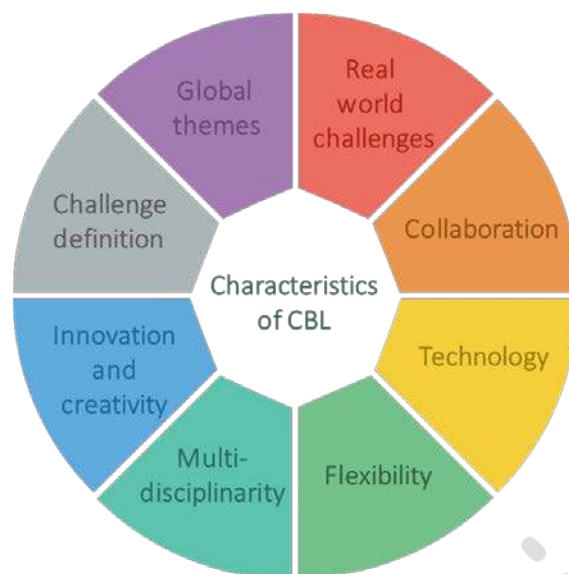 Characteristics
of CBL
Real
world
challenges
Collaboration
Technology
Flexibility
Multi-
disciplinarity
Innovation
and
creativity
Challenge
definition
Global
themes